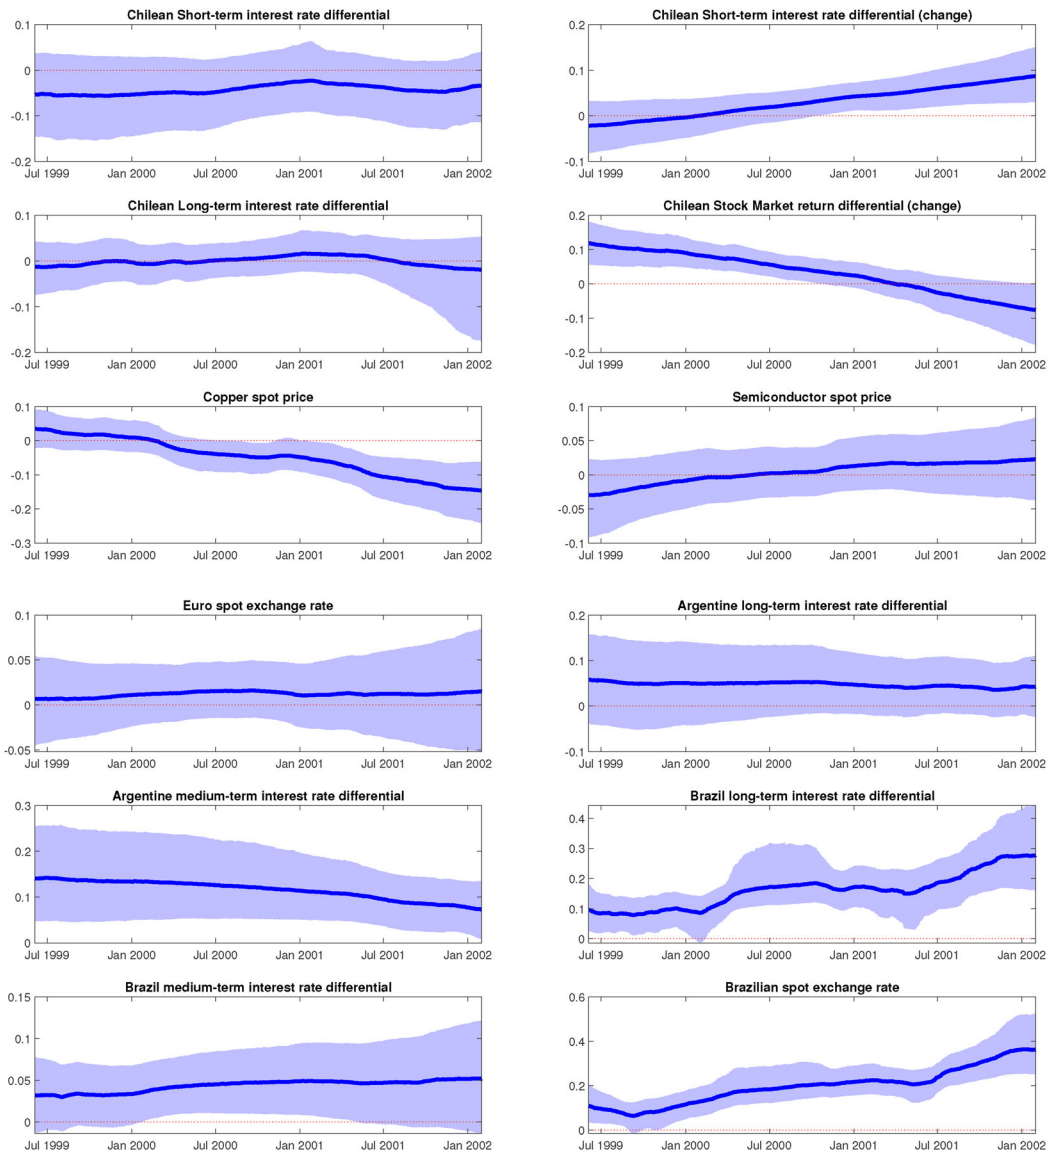 Chilean Short-term interest rate differential
0.1
0
-0.1
-0.2
Jul 1999 Jan 2000 Jul 2000 Jan 2001 Jul 2001 Jan 2002
Chilean Short-term interest rate differential (change)
0.2
0.1
0
-0.1
Jul 1999 Jan 2000 Jul 2000 Jan 2001 Jul 2001 Jan 2002
Chilean Long-term interest rate differential
0.1
0
-0.1
-0.2
Jul 1999 Jan 2000 Jul 2000 Jan 2001 Jul 2001 Jan 2002
Chilean Stock Market return differential (change)
0.2
0.1
0
-0.1
-0.2
Jul 1999 Jan 2000 Jul 2000 Jan 2001 Jul 2001 Jan 2002
Copper spot price
0.1
0
-0.1
-0.2
-0.3
Jul 1999 Jan 2000 Jul 2000 Jan 2001 Jul 2001 Jan 2002
Semiconductor spot price
0.1
0.05
0
-0.05
-0.1
Jul 1999 Jan 2000 Jul 2000 Jan 2001 Jul 2001 Jan 2002
Euro spot exchange rate
0.1
0.05
0
-0.05
Jul 1999 Jan 2000 Jul 2000 Jan 2001 Jul 2001 Jan 2002
Argentine long-term interest rate differential
0.2
0.1
0
-0.1
Jul 1999 Jan 2000 Jul 2000 Jan 2001 Jul 2001 Jan 2002
Argentine medium-term interest rate differential
0.3
0.2
0.1
0
Jul 1999 Jan 2000 Jul 2000 Jan 2001 Jul 2001 Jan 2002
Brazil long-term interest rate differential
0.4
0.3
0.2
0.1
0
Jul 1999 Jan 2000 Jul 2000 Jan 2001 Jul 2001 Jan 2002
Brazil medium-term interest rate differential
0.15
0.1
0.05
0
Jul 1999 Jan 2000 Jul 2000 Jan 2001 Jul 2001 Jan 2002
Brazilian spot exchange rate
0.6
0.4
0.2
0
Jul 1999 Jan 2000 Jul 2000 Jan 2001 Jul 2001 Jan 2002